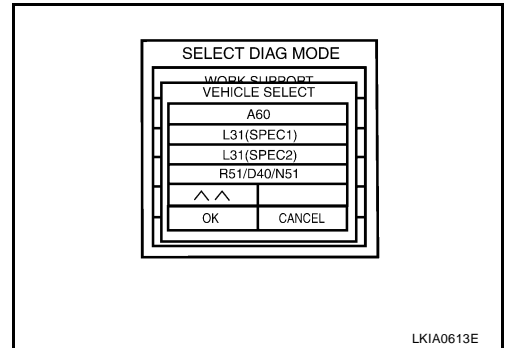 SELECT DIAG MODE
WORK SUPPORT
VEHICLE SELECT
A60
L31(SPEC1)
L31(SPEC2)
R51/D40/N51
OK CANCEL
LKIA0613E